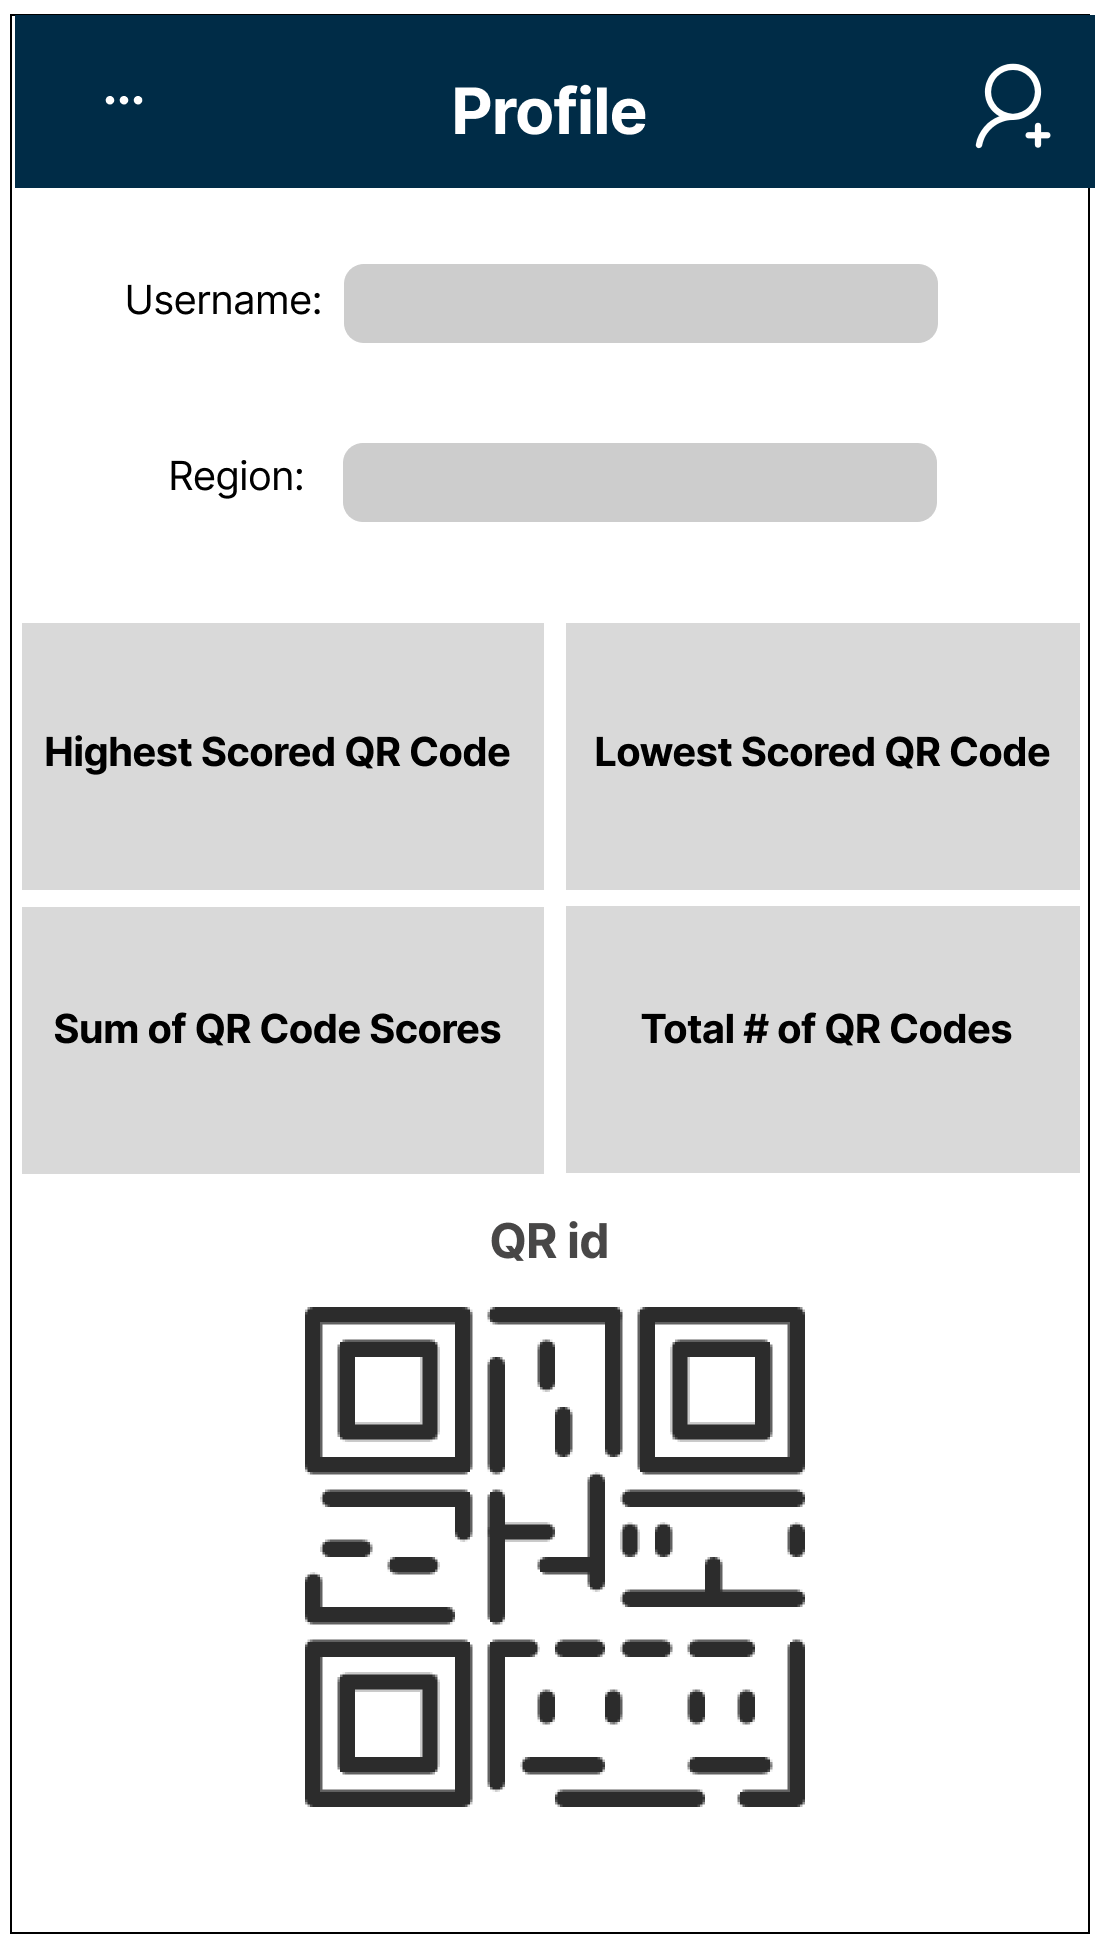 Profile
Username:
Region:
Highest Scored QR Code
Lowest Scored QR Code
Sum of QR Code Scores
Total # of QR Codes
QR id